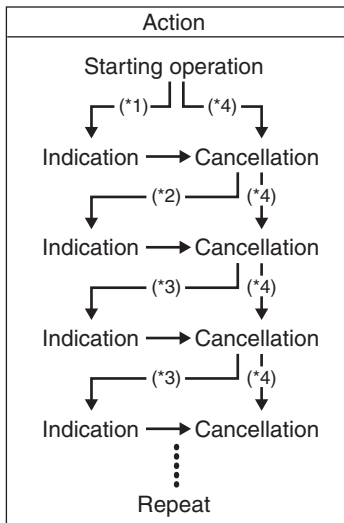 Action
Starting operation
(*1) (*4)
Indication Cancellation
(*2) (*4)
Indication Cancellation
(*3) (*4)
Indication Cancellation
(*3) (*4)
Indication Cancellation
Repeat